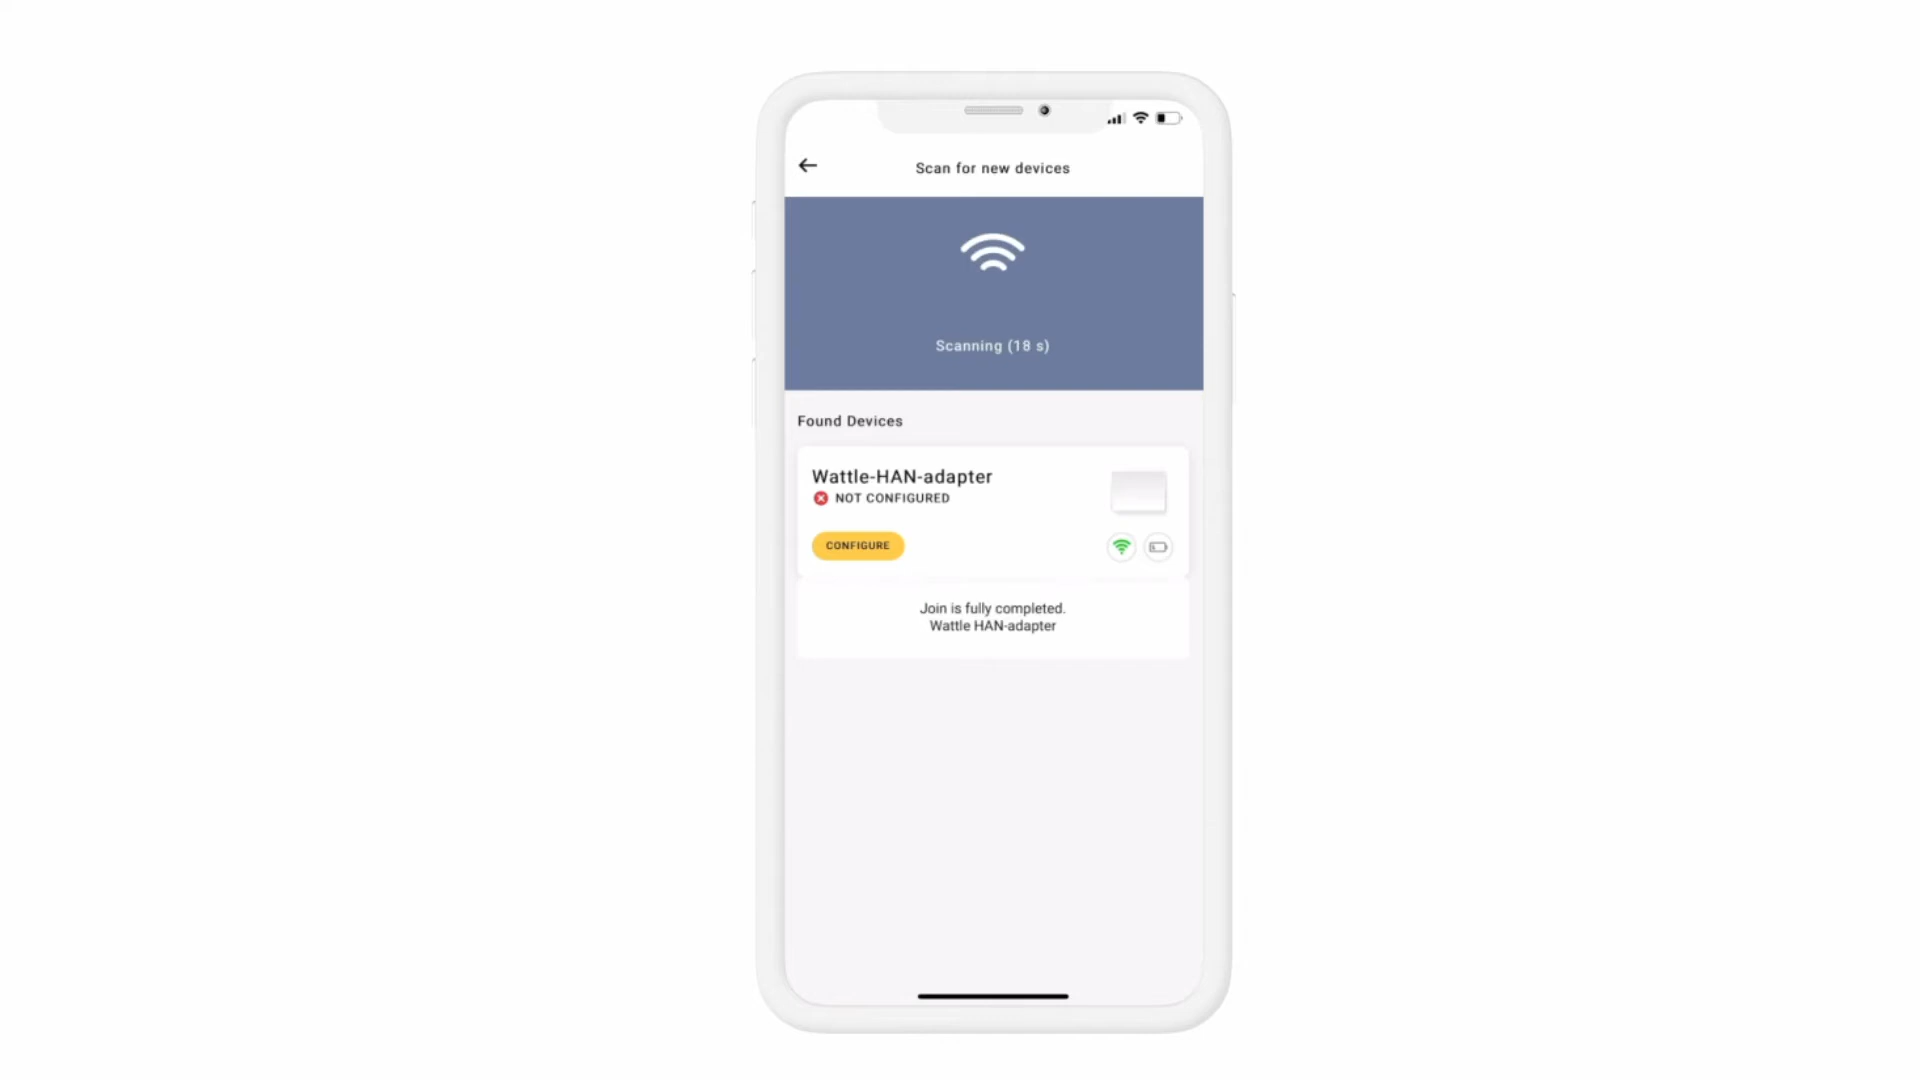 Scan for new devices
Scanning (18 s)
Found Devices
Wattle-HAN-adapter
NOT CONFIGURED
CONFIGURE
Join is fully completed.
Wattle HAN-adapter